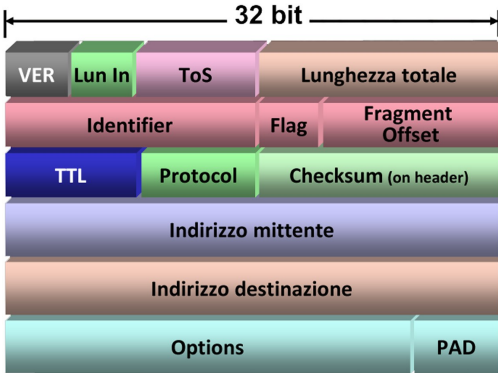 32 bit
VER Lun In ToS Lunghezza totale
Identifier Flag Fragment Offset
TTL Protocol Checksum (on header)
Indirizzo mittente
Indirizzo destinazione
Options PAD